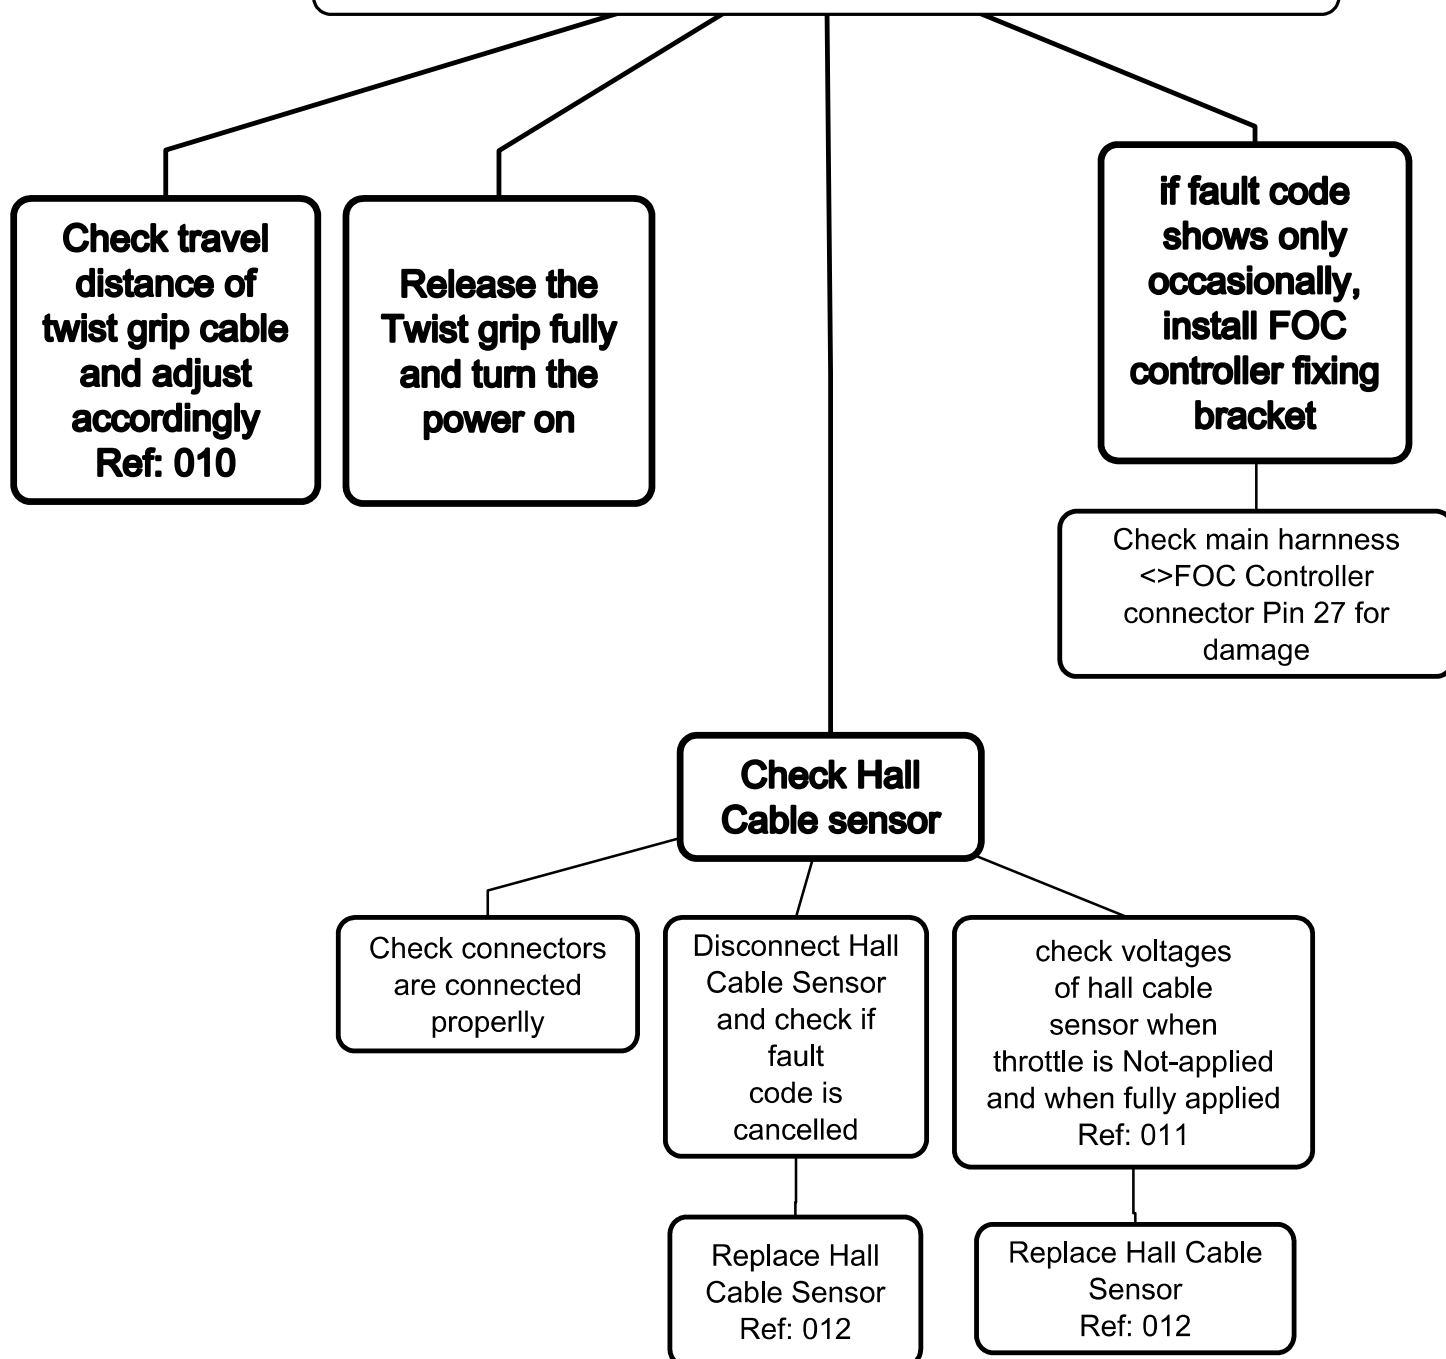 Check travel
distance of
twist grip cable
and adjust
accordingly
Ref: 010
Release the
Twist grip fully
and turn the
power on
if fault code
shows only
occasionally,
install FOC
controller fixing
bracket
Check main harnness
<>FOC Controller
connector Pin 27 for
damage
Check Hall
Cable sensor
Check connectors
are connected
properlly
Disconnect Hall
Cable Sensor
and check if
fault
code is
cancelled
check voltages
of hall cable
sensor when
throttle is Not-applied
and when fully applied
Ref: 011
Replace Hall
Cable Sensor
Ref: 012
Replace Hall Cable
Sensor
Ref: 012